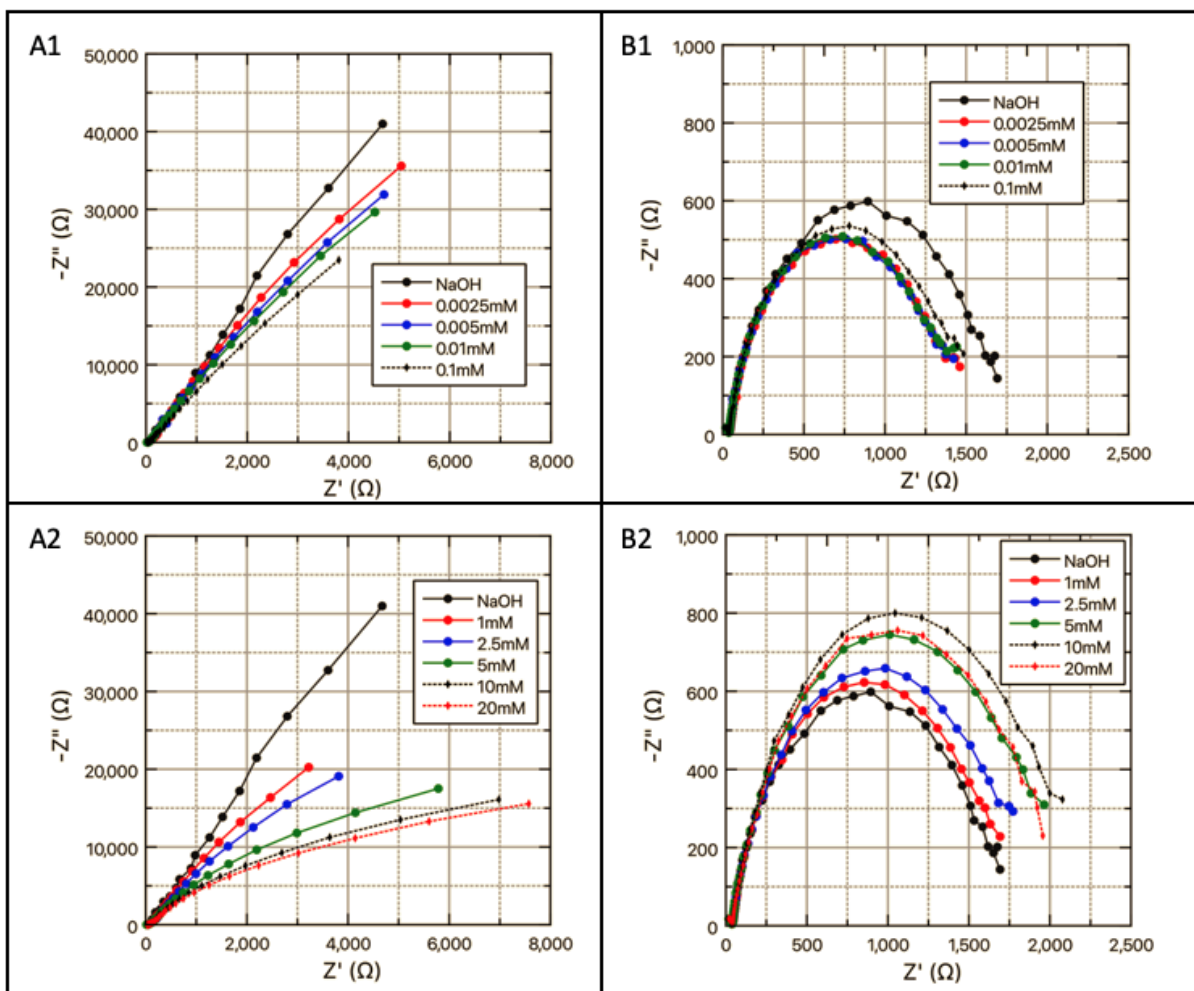 A1
50,000
40,000
30,000
20,000
10,000
0
-Z" (Ω)
NaOH
0.0025mM
0.005mM
0.01mM
0.1mM
0
2,000
4,000
6,000
8,000
Z' (Ω)
B1
1,000
800
600
400
200
0
-Z" (Ω)
NaOH
0.0025mM
0.005mM
0.01mM
0.1mM
0
500
1,000
1,500
2,000
2,500
Z' (Ω)
A2
50,000
40,000
30,000
20,000
10,000
0
-Z" (Ω)
NaOH
1mM
2.5mM
5mM
10mM
20mM
0
2,000
4,000
6,000
8,000
Z' (Ω)
B2
1,000
800
600
400
200
0
-Z" (Ω)
NaOH
1mM
2.5mM
5mM
10mM
20mM
0
500
1,000
1,500
2,000
2,500
Z' (Ω)